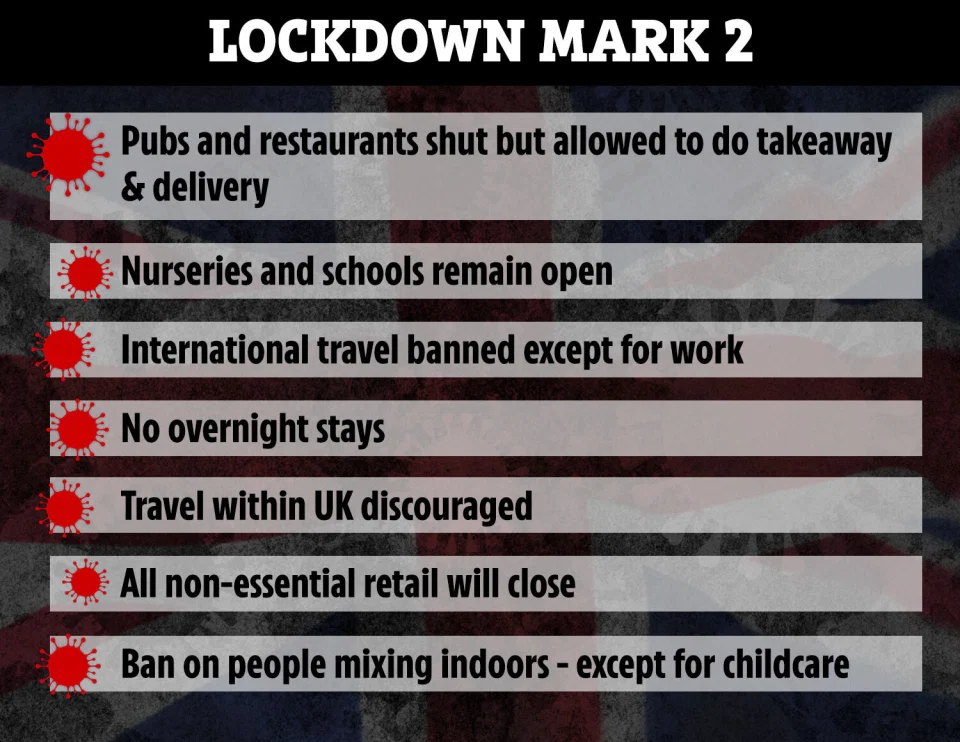 LOCKDOWN MARK 2
Pubs and restaurants shut but allowed to do takeaway
& delivery
Nurseries and schools remain open
International travel banned except for work
No overnight stays
Travel within UK discouraged
All non-essential retail will close
Ban on people mixing indoors - except for childcare